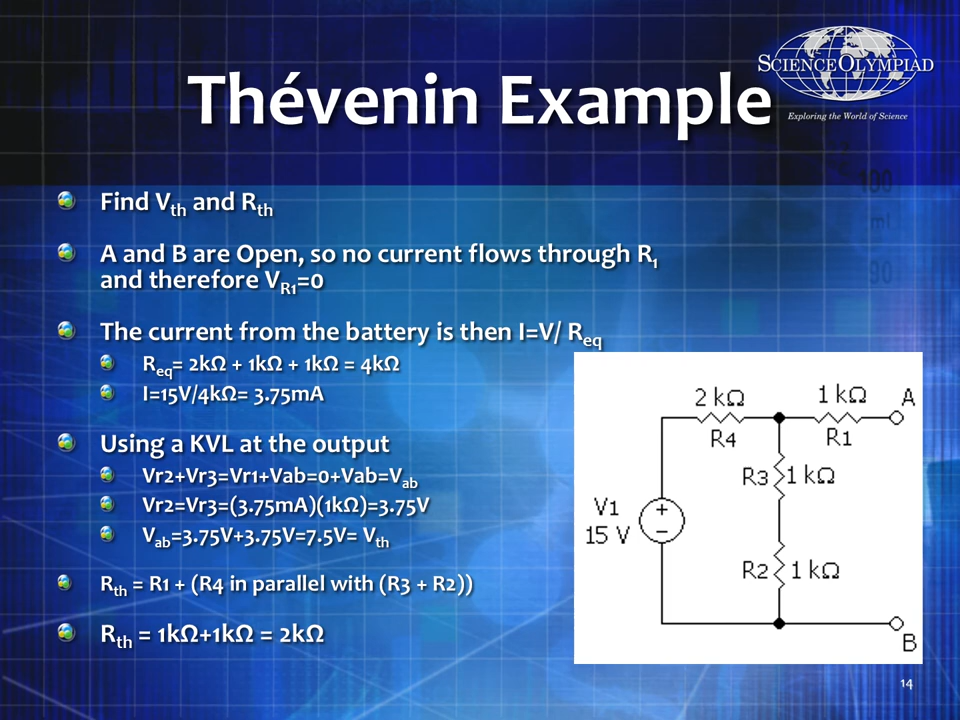 SCIENCEOLYMPIAD
Exploring the World of Science
Thévenin Example
Find Vth and Rth
A and B are Open, so no current flows through R1
and therefore VR1=0
The current from the battery is then I=V/ Req
Req= 2kΩ + 1kΩ + 1kΩ = 4kΩ
I=15V/4kΩ= 3.75mA
Using a KVL at the output
Vr2+Vr3=Vr1+Vab=0+Vab=Vab
Vr2=Vr3=(3.75mA)(1kΩ)=3.75V
Vab=3.75V+3.75V=7.5V= Vth
Rth = R1 + (R4 in parallel with (R3 + R2))
Rth = 1kΩ+1kΩ = 2kΩ
2 kΩ
1 kΩ
A
R4
R1
R3
1 kΩ
V1
15 V
+
−
R2
1 kΩ
B
100
ml
90
14